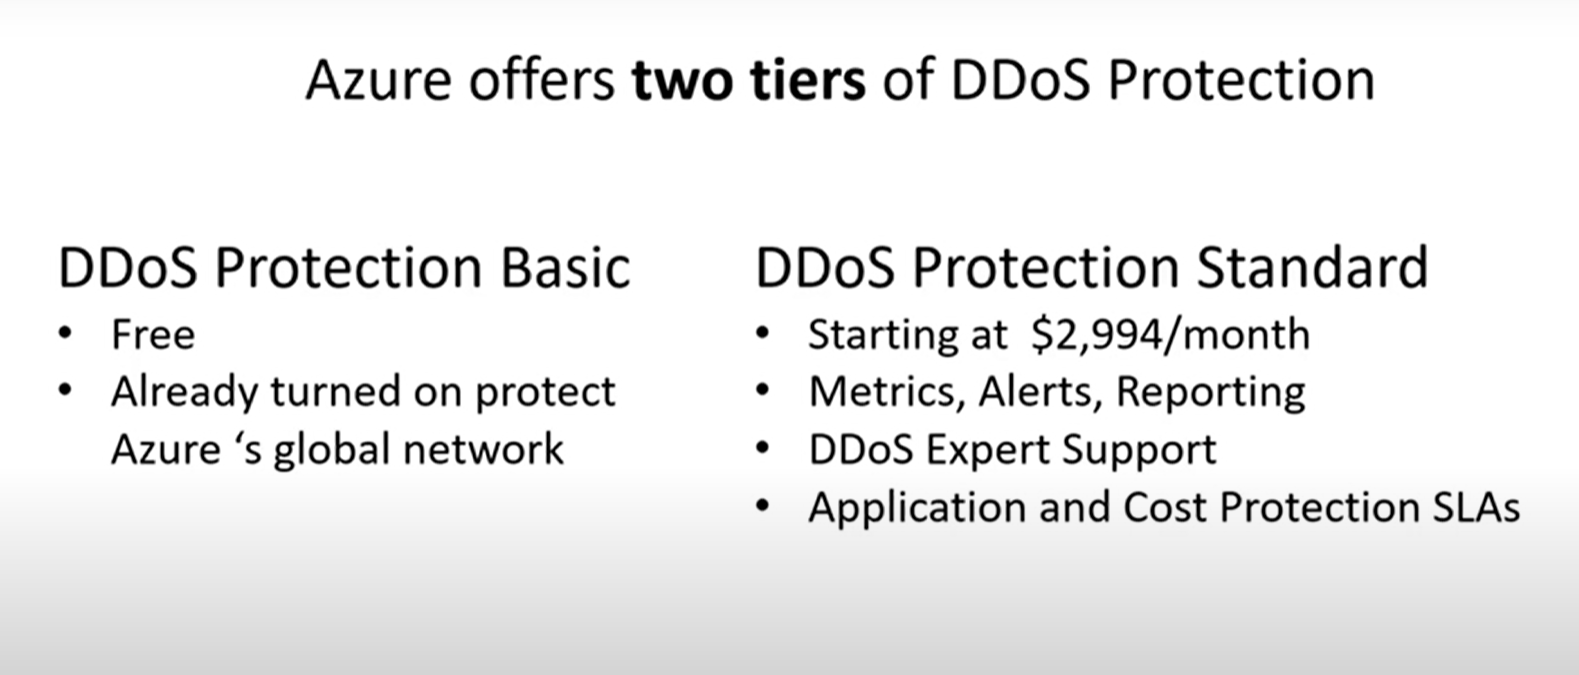 Azure offers two tiers of DDoS Protection
DDoS Protection Basic
• Free
• Already turned on protect
Azure ‘s global network
DDoS Protection Standard
• Starting at  $2,994/month
• Metrics, Alerts, Reporting
• DDoS Expert Support
• Application and Cost Protection SLAs